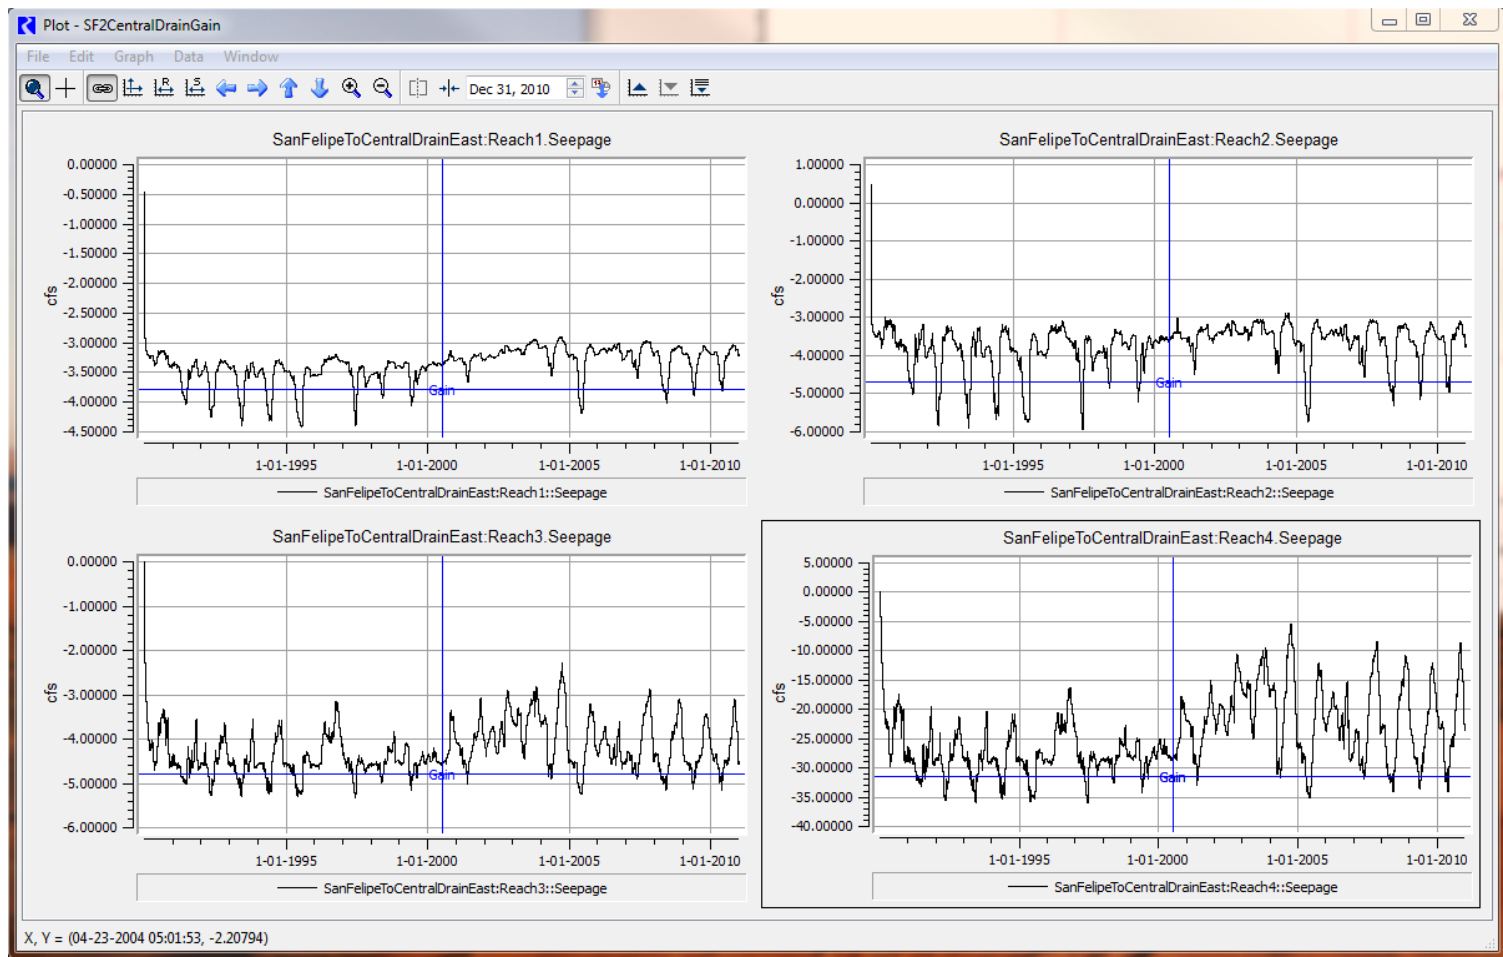 Plot - SF2CentralDrainGain
File Edit Graph Data Window
R S Dec 31, 2010
SanFelipeToCentralDrainEast:Reach1.Seepage
0.00000
-0.50000
-1.00000
-1.50000
-2.00000
-2.50000
-3.00000
-3.50000
-4.00000
-4.50000
cfs
Gain
1-01-1995 1-01-2000 1-01-2005 1-01-2010
SanFelipeToCentralDrainEast:Reach1::Seepage
SanFelipeToCentralDrainEast:Reach2.Seepage
1.00000
0.00000
-1.00000
-2.00000
-3.00000
-4.00000
-5.00000
-6.00000
cfs
Gain
1-01-1995 1-01-2000 1-01-2005 1-01-2010
SanFelipeToCentralDrainEast:Reach2::Seepage
SanFelipeToCentralDrainEast:Reach3.Seepage
0.00000
-1.00000
-2.00000
-3.00000
-4.00000
-5.00000
-6.00000
cfs
Gain
1-01-1995 1-01-2000 1-01-2005 1-01-2010
SanFelipeToCentralDrainEast:Reach3::Seepage
SanFelipeToCentralDrainEast:Reach4.Seepage
5.00000
0.00000
-5.00000
-10.00000
-15.00000
-20.00000
-25.00000
-30.00000
-35.00000
-40.00000
cfs
Gain
1-01-1995 1-01-2000 1-01-2005 1-01-2010
SanFelipeToCentralDrainEast:Reach4::Seepage
X, Y = (04-23-2004 05:01:53, -2.20794)